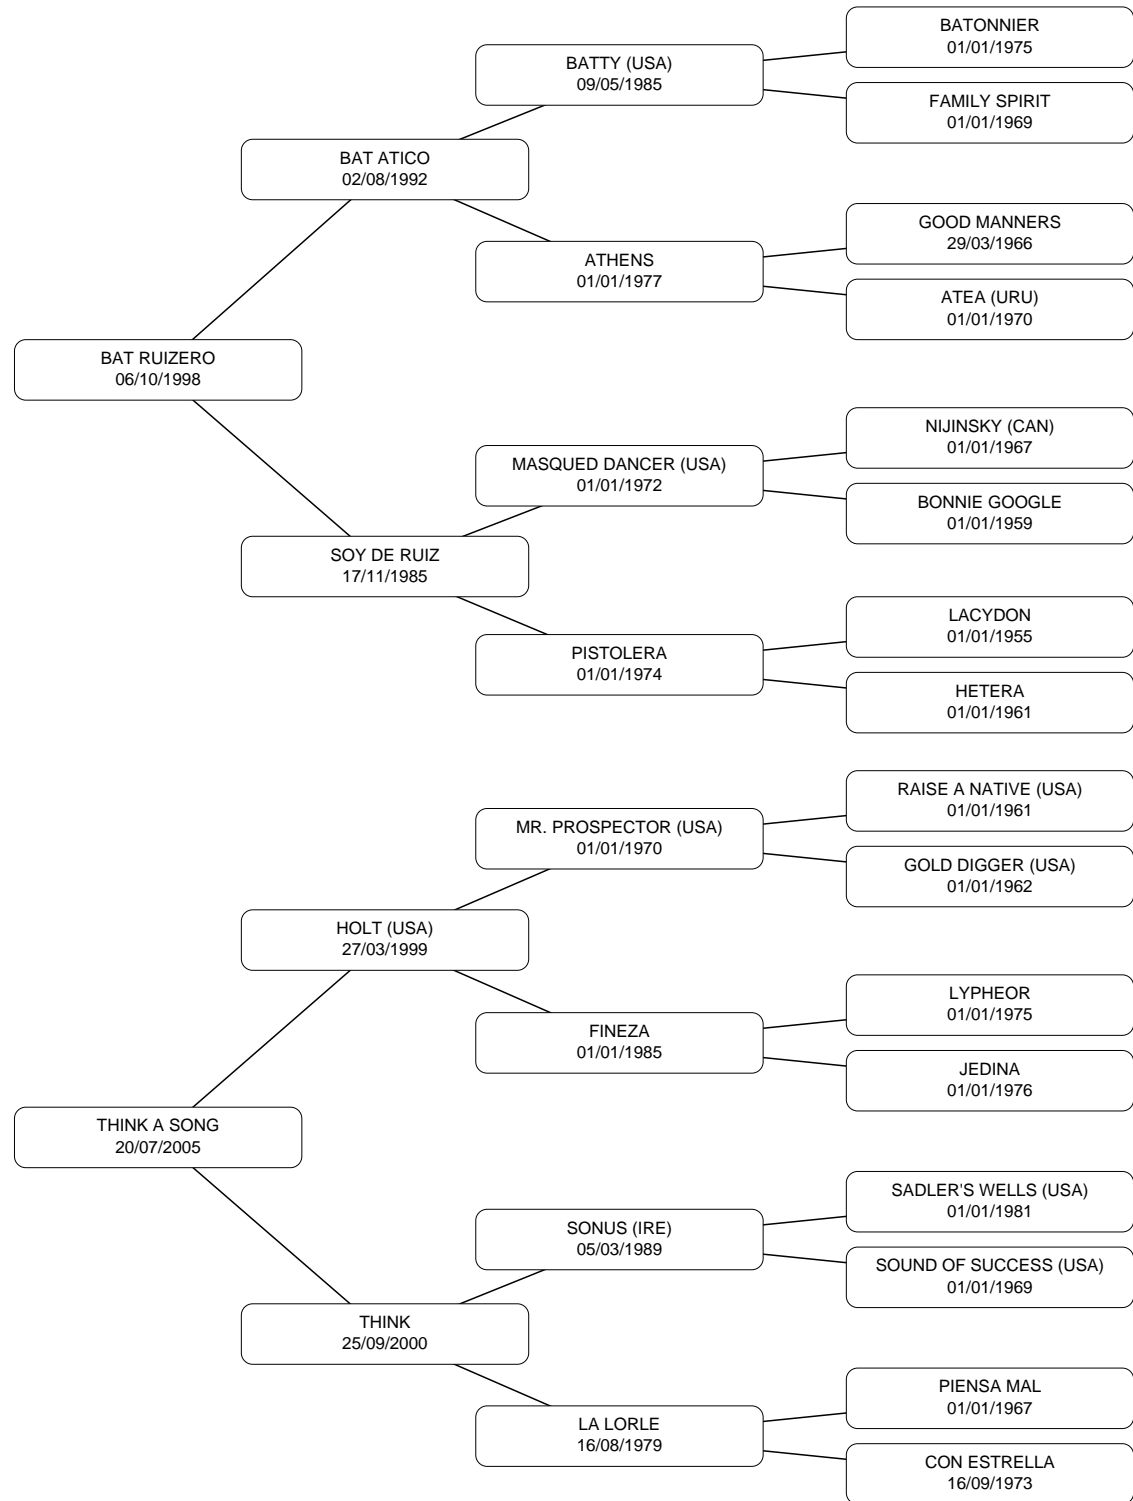 BATONNIER
01/01/1975
BATTY (USA)
09/05/1985
FAMILY SPIRIT
01/01/1969
BAT ATICO
02/08/1992
GOOD MANNERS
29/03/1966
ATHENS
01/01/1977
ATEA (URU)
01/01/1970
BAT RUIZERO
06/10/1998
NIJINSKY (CAN)
01/01/1967
MASQUED DANCER (USA)
01/01/1972
BONNIE GOOGLE
01/01/1959
SOY DE RUIZ
17/11/1985
LACYDON
01/01/1955
PISTOLERA
01/01/1974
HETERA
01/01/1961
RAISE A NATIVE (USA)
01/01/1961
MR. PROSPECTOR (USA)
01/01/1970
GOLD DIGGER (USA)
01/01/1962
HOLT (USA)
27/03/1999
LYPHEOR
01/01/1975
FINEZA
01/01/1985
JEDINA
01/01/1976
THINK A SONG
20/07/2005
SADLER'S WELLS (USA)
01/01/1981
SONUS (IRE)
05/03/1989
SOUND OF SUCCESS (USA)
01/01/1969
THINK
25/09/2000
PIENSA MAL
01/01/1967
LA LORLE
16/08/1979
CON ESTRELLA
16/09/1973